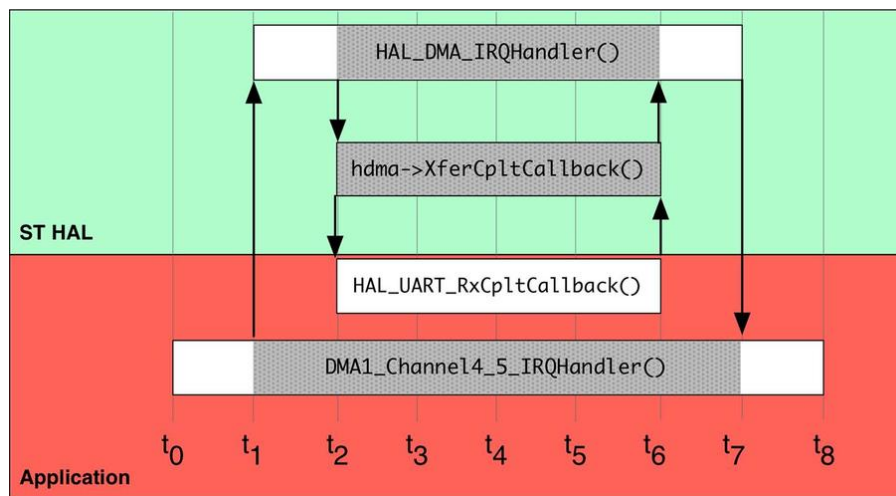 HAL_DMA_IRQHandler()
hdma->XferCpltCallback()
ST HAL
HAL_UART_RxCpltCallback()
DMA1_Channel4_5_IRQHandler()
t0 t1 t2 t3 t4 t5 t6 t7 t8
Application